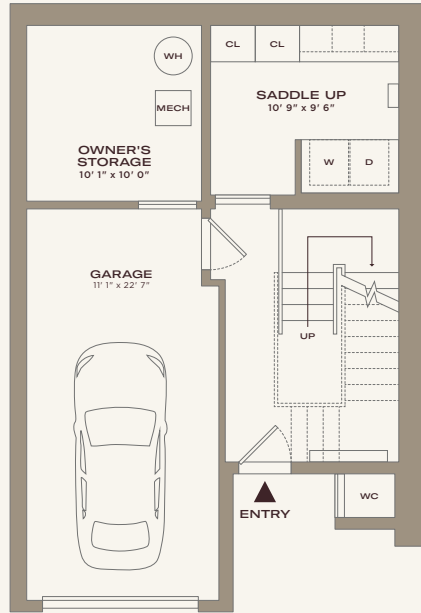 CL
CL
WH
SADDLE UP
10' 9" x 9' 6"
MECH
OWNER'S
STORAGE
10' 1" x 10' 0"
W
D
GARAGE
11' 1" x 22' 7"
UP
WC
ENTRY